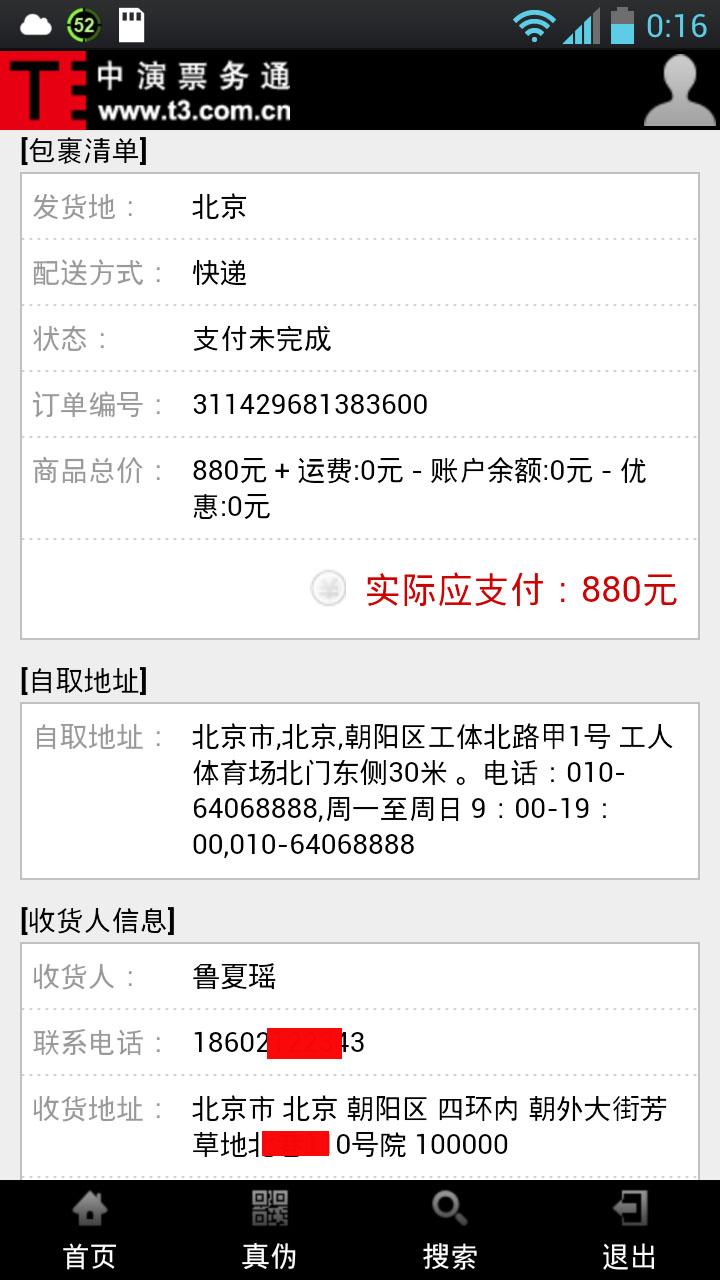 52
0:16
T3 中演票务通
www.t3.com.cn
[包裹清单]
发货地： 北京
配送方式： 快递
状态： 支付未完成
订单编号： 311429681383600
商品总价： 880元 + 运费:0元 - 账户余额:0元 - 优
惠:0元
实际应支付：880元
[自取地址]
自取地址： 北京市,北京,朝阳区工体北路甲1号 工人
体育场北门东侧30米 。电话：010-
64068888,周一至周日 9：00-19：
00,010-64068888
[收货人信息]
收货人： 鲁夏瑶
联系电话： 18602 43
收货地址： 北京市 北京 朝阳区 四环内 朝外大街芳
草地北 0号院 100000
首页 真伪 搜索 退出